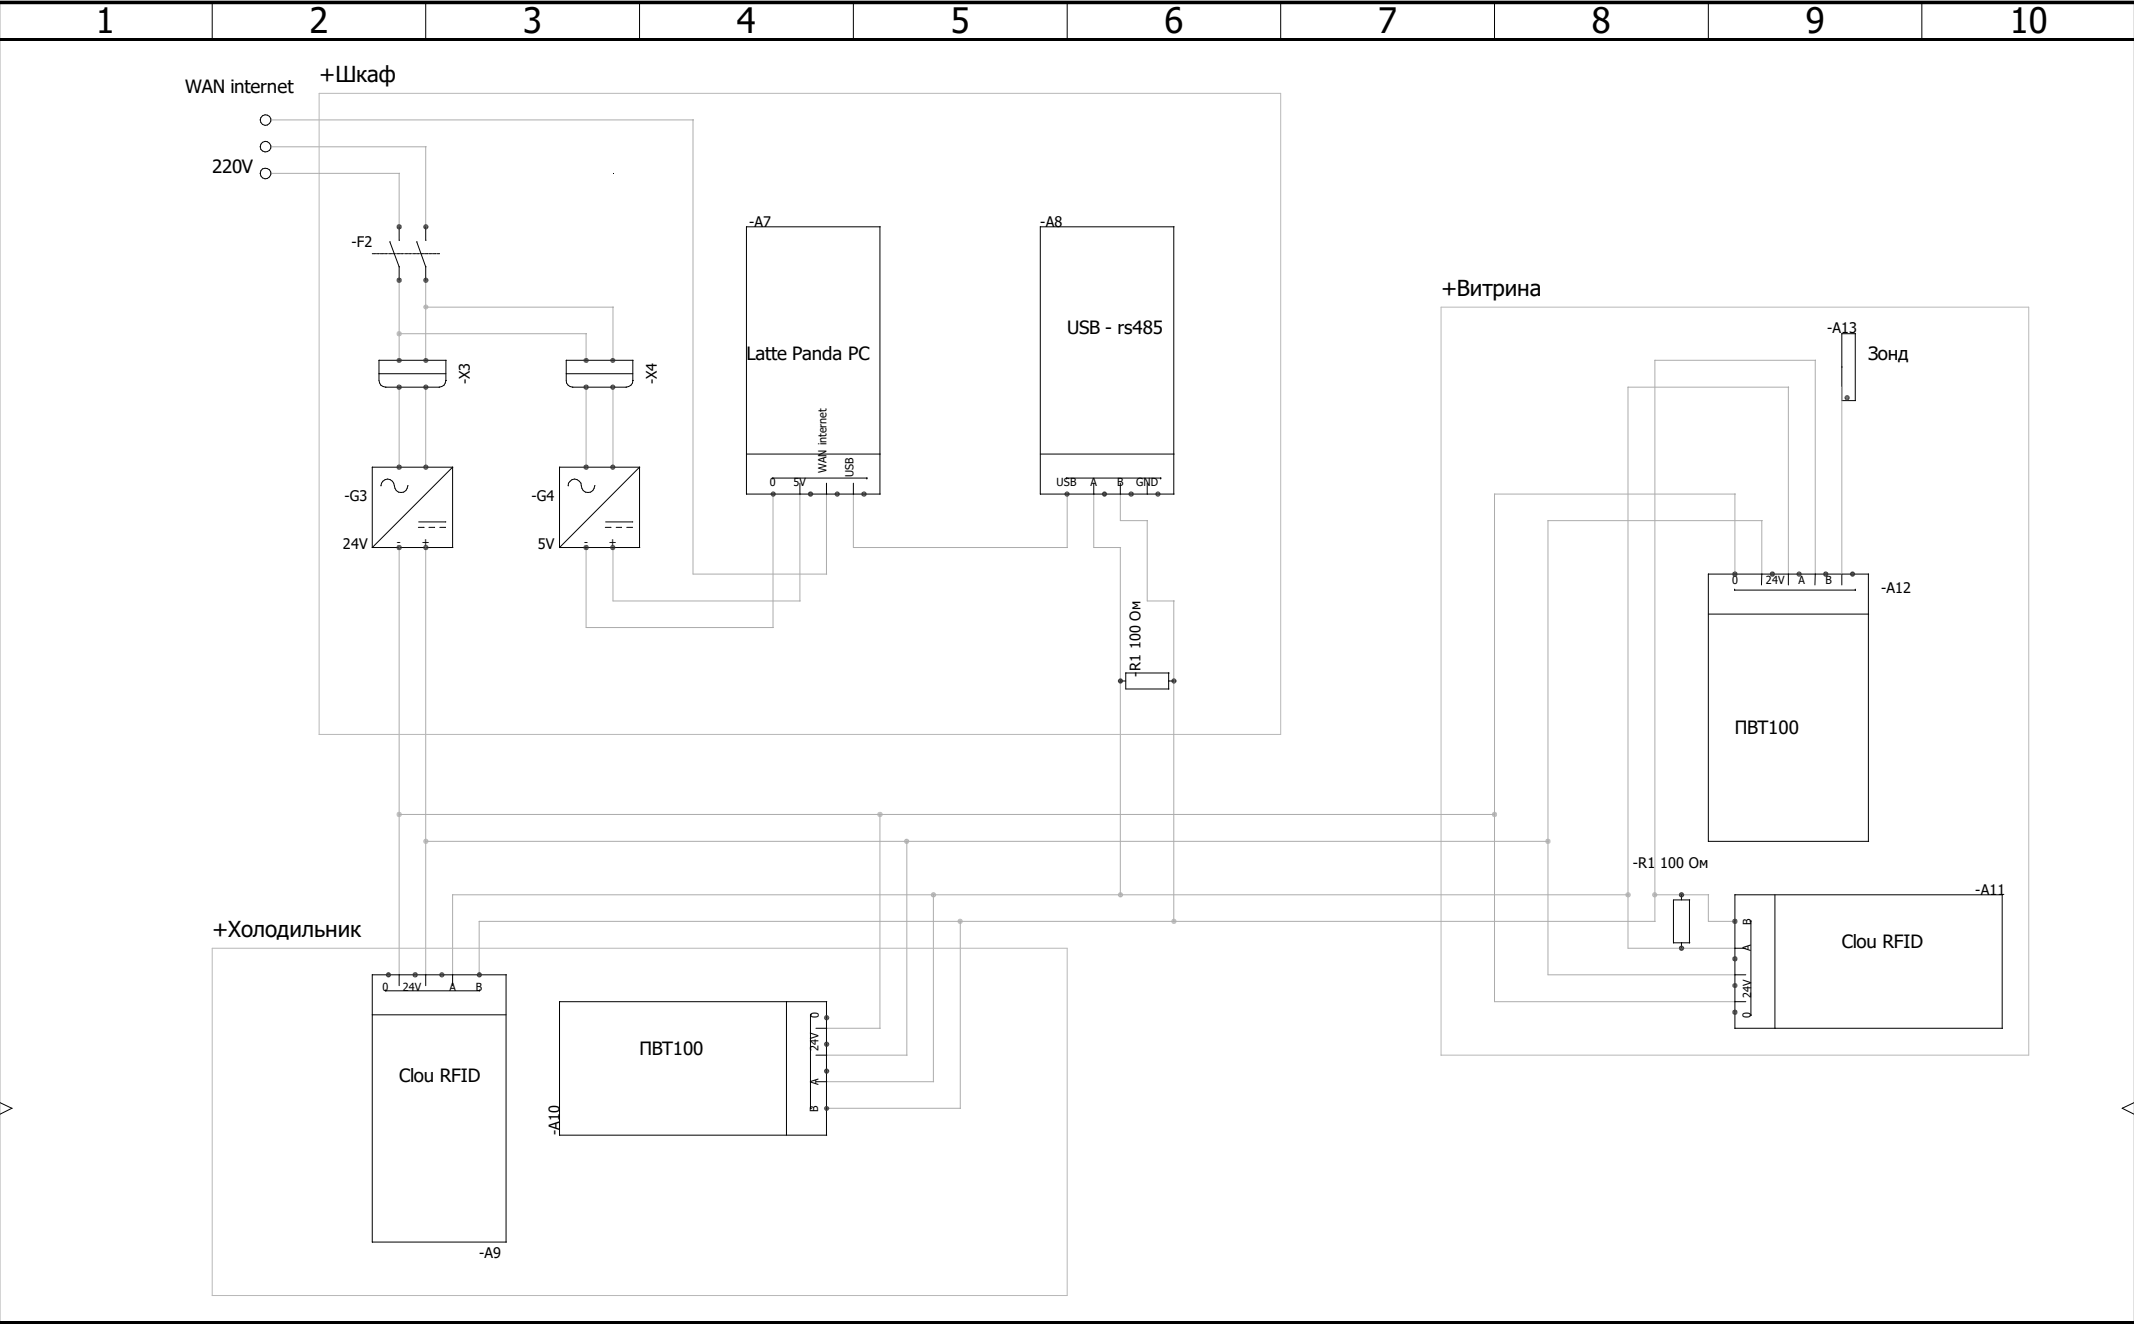 1 2 3 4 5 6 7 8 9 10
+Шкаф
WAN internet
220V
-F2
-X3
-X4
-G3
24V
- +
-G4
5V
- +
-A7
Latte Panda PC
0 5V WAN internet USB
-A8
USB - rs485
USB A B GND
-R1 100 Ом
+Витрина
-A13
Зонд
0 24V A B
-A12
ПВТ100
-R1 100 Ом
-A11
Clou RFID
B
A
24V
0
+Холодильник
0 24V A B
Clou RFID
-A9
ПВТ100
-A10
0
24V
A
B